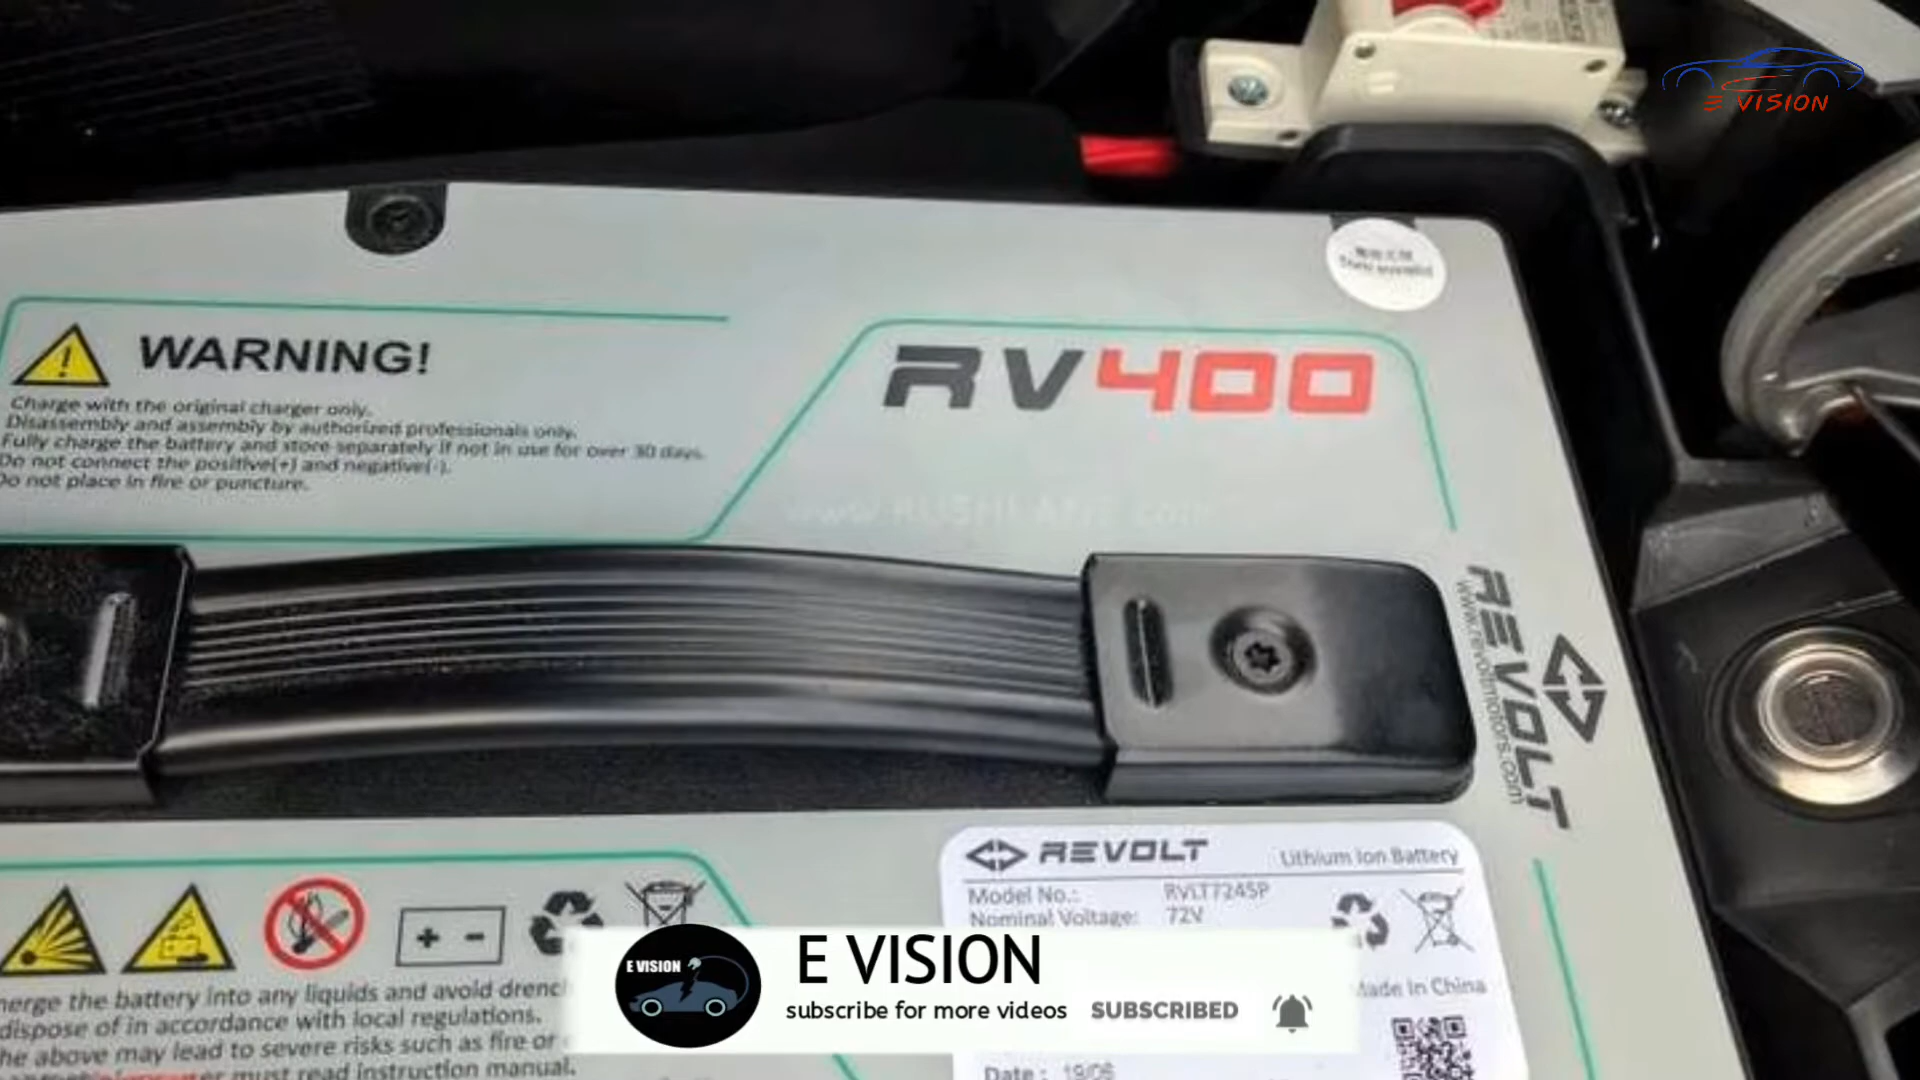 E VISION
WARNING!
Charge with the original charger only.
Disassembly and assembly by authorized professionals only.
Fully charge the battery and store separately if not in use for over 30 days.
Do not connect the positive(+) and negative(-).
Do not place in fire or puncture.
RV400
REVOLT
www.revoltmotors.com
REVOLT Lithium Ion Battery
Model No.: RVLT7245P
Nominal Voltage: 72V
Made In China
Date : 19/06
+ -
merge the battery into any liquids and avoid drenc
dispose of in accordance with local regulations.
he above may lead to severe risks such as fire or
er must read instruction manual.
E VISION
E VISION
subscribe for more videos SUBSCRIBED